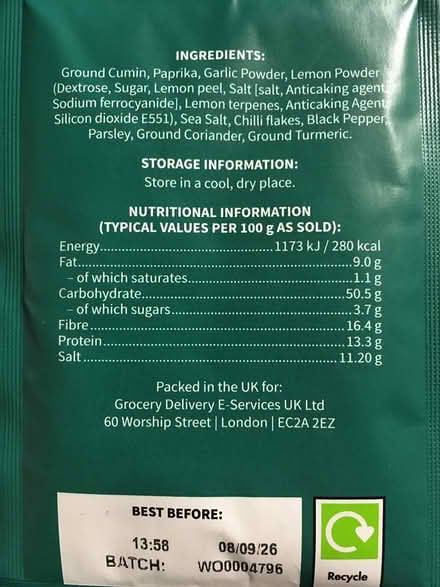 INGREDIENTS:
Ground Cumin, Paprika, Garlic Powder, Lemon Powder
(Dextrose, Sugar, Lemon peel, Salt [salt, Anticaking agent,
Sodium ferrocyanide], Lemon terpenes, Anticaking Agent
Silicon dioxide E551), Sea Salt, Chilli flakes, Black Pepper,
Parsley, Ground Coriander, Ground Turmeric.
STORAGE INFORMATION:
Store in a cool, dry place.
NUTRITIONAL INFORMATION
(TYPICAL VALUES PER 100 g AS SOLD):
Energy...1173 kJ / 280 kcal
Fat...9.0 g
– of which saturates...1.1 g
Carbohydrate...50.5 g
– of which sugars...3.7 g
Fibre...16.4 g
Protein...13.3 g
Salt...11.20 g
Packed in the UK for:
Grocery Delivery E-Services UK Ltd
60 Worship Street | London | EC2A 2EZ
BEST BEFORE:
13:58 08/09/26
BATCH: WO0004796
Recycle